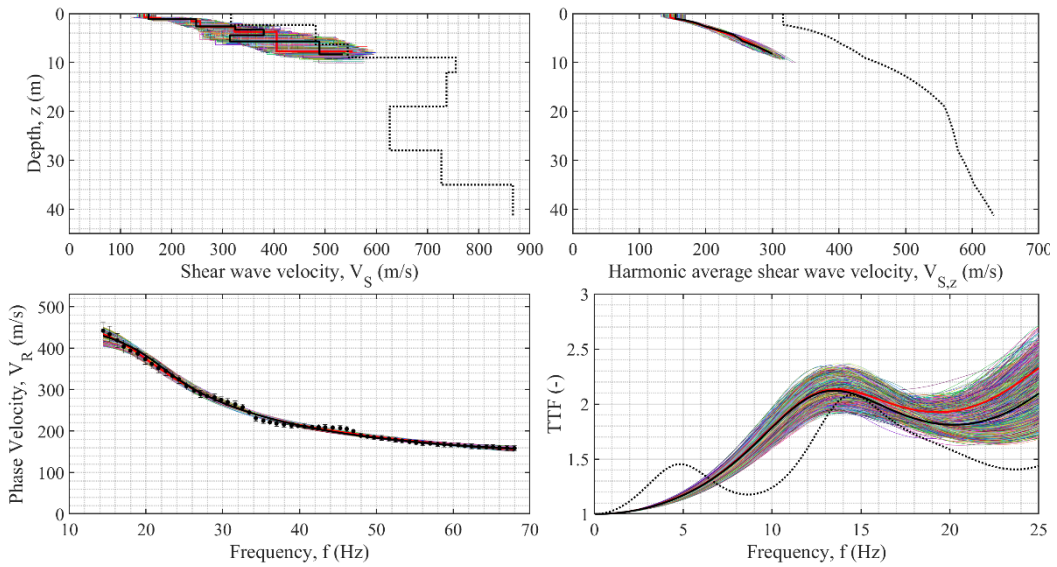 0
10
20
30
40
Depth, z (m)
0 100 200 300 400 500 600 700 800 900
Shear wave velocity, V_S (m/s)
0
10
20
30
40
0 100 200 300 400 500 600 700
Harmonic average shear wave velocity, V_S,z (m/s)
500
400
300
200
100
0
Phase Velocity, V_R (m/s)
10 20 30 40 50 60 70
Frequency, f (Hz)
3
2.5
2
1.5
1
TTF (-)
0 5 10 15 20 25
Frequency, f (Hz)